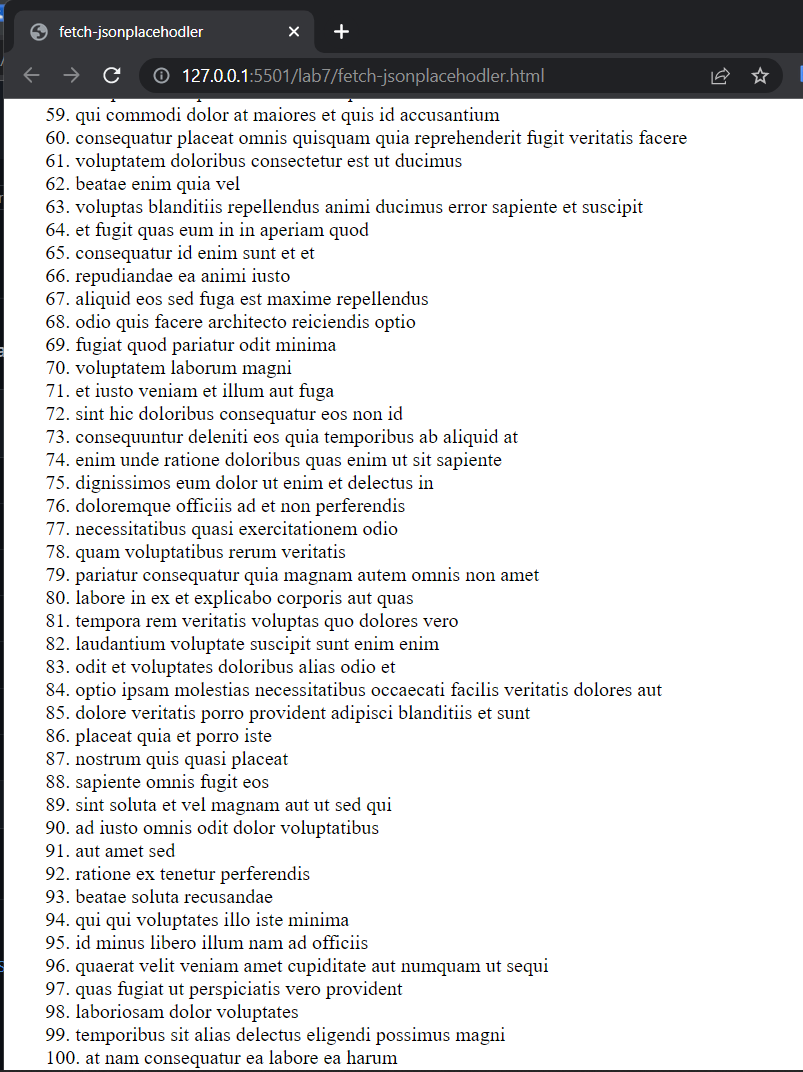 fetch-jsonplacehodler
127.0.0.1:5501/lab7/fetch-jsonplacehodler.html
59. qui commodi dolor at maiores et quis id accusantium
60. consequatur placeat omnis quisquam quia reprehenderit fugit veritatis facere
61. voluptatem doloribus consectetur est ut ducimus
62. beatae enim quia vel
63. voluptas blanditiis repellendus animi ducimus error sapiente et suscipit
64. et fugit quas eum in in aperiam quod
65. consequatur id enim sunt et et
66. repudiandae ea animi iusto
67. aliquid eos sed fuga est maxime repellendus
68. odio quis facere architecto reiciendis optio
69. fugiat quod pariatur odit minima
70. voluptatem laborum magni
71. et iusto veniam et illum aut fuga
72. sint hic doloribus consequatur eos non id
73. consequuntur deleniti eos quia temporibus ab aliquid at
74. enim unde ratione doloribus quas enim ut sit sapiente
75. dignissimos eum dolor ut enim et delectus in
76. doloremque officiis ad et non perferendis
77. necessitatibus quasi exercitationem odio
78. quam voluptatibus rerum veritatis
79. pariatur consequatur quia magnam autem omnis non amet
80. labore in ex et explicabo corporis aut quas
81. tempora rem veritatis voluptas quo dolores vero
82. laudantium voluptate suscipit sunt enim enim
83. odit et voluptates doloribus alias odio et
84. optio ipsam molestias necessitatibus occaecati facilis veritatis dolores aut
85. dolore veritatis porro provident adipisci blanditiis et sunt
86. placeat quia et porro iste
87. nostrum quis quasi placeat
88. sapiente omnis fugit eos
89. sint soluta et vel magnam aut ut sed qui
90. ad iusto omnis odit dolor voluptatibus
91. aut amet sed
92. ratione ex tenetur perferendis
93. beatae soluta recusandae
94. qui qui voluptates illo iste minima
95. id minus libero illum nam ad officiis
96. quaerat velit veniam amet cupiditate aut numquam ut sequi
97. quas fugiat ut perspiciatis vero provident
98. laboriosam dolor voluptates
99. temporibus sit alias delectus eligendi possimus magni
100. at nam consequatur ea labore ea harum